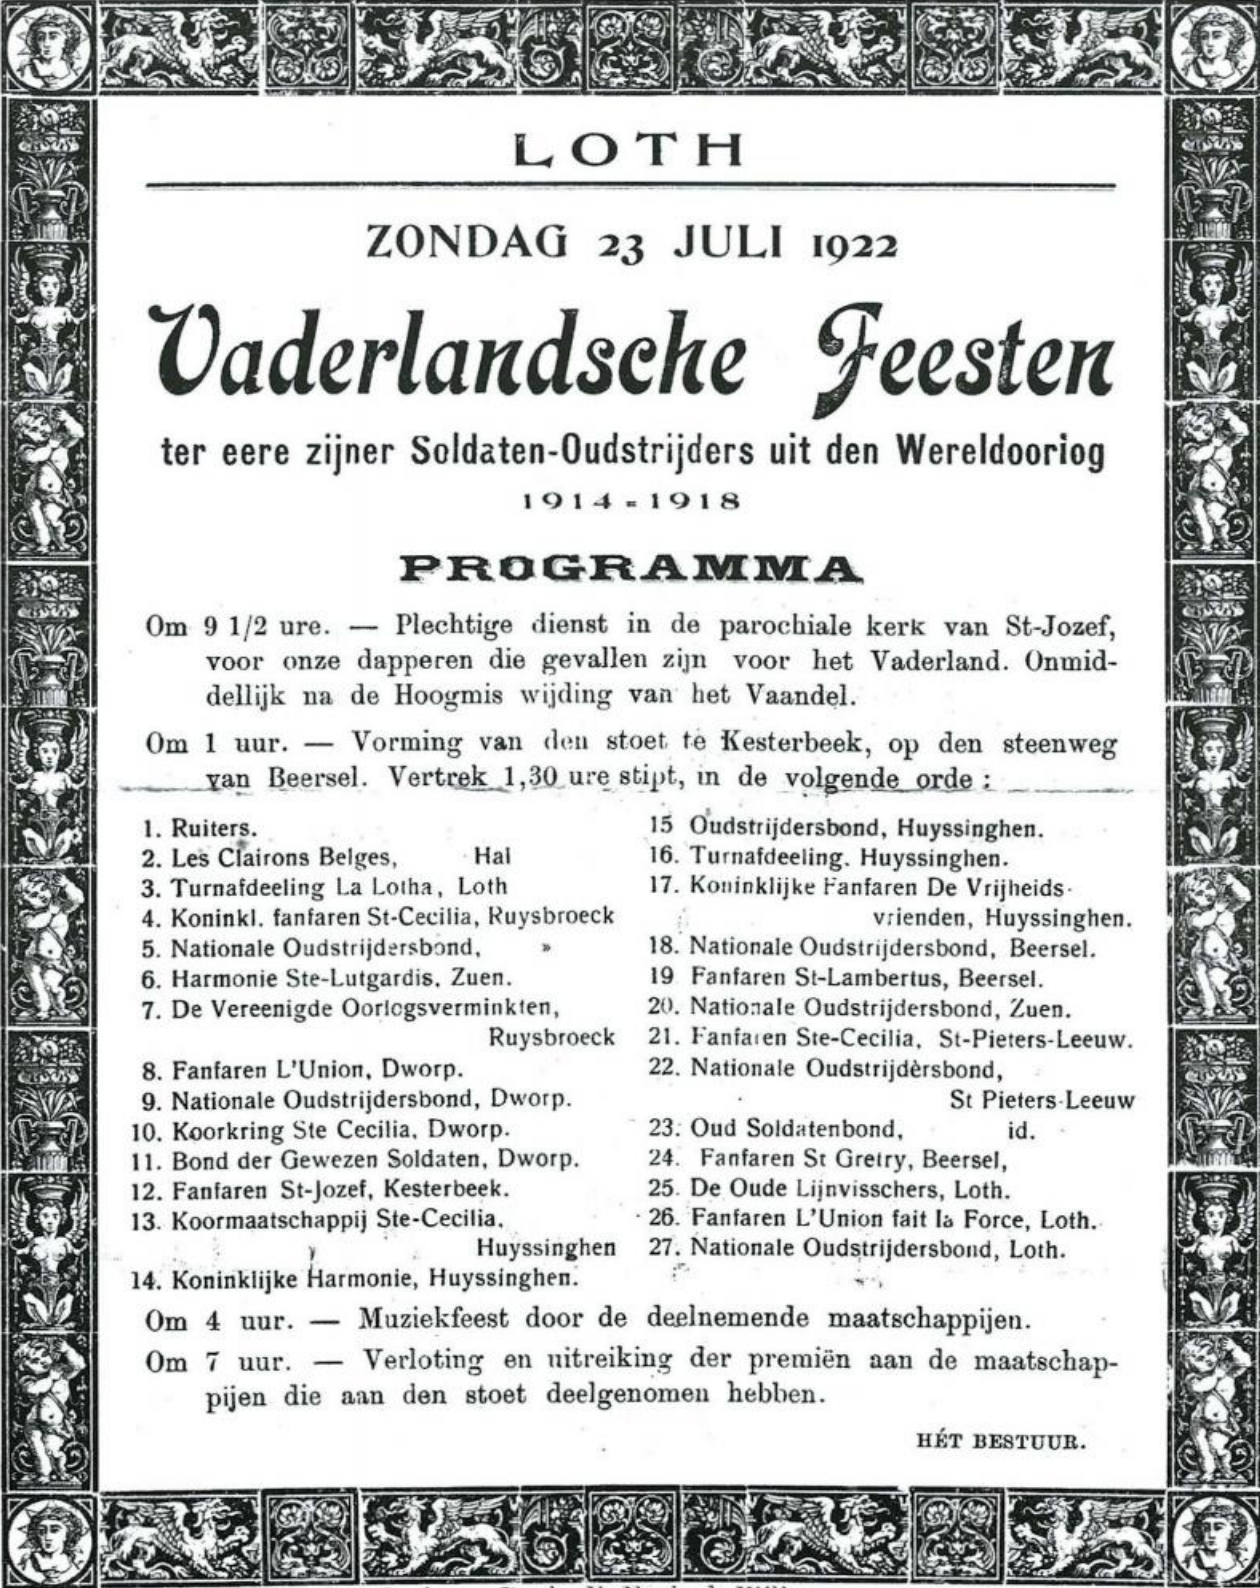 LOTH
ZONDAG 23 JULI 1922
Vaderlandsche Feesten
ter eere zijner Soldaten-Oudstrijders uit den Wereldoorlog
1914-1918
PROGRAMMA
Om 9 1/2 ure. — Plechtige dienst in de parochiale kerk van St-Jozef,
voor onze dapperen die gevallen zijn voor het Vaderland. Onmid-
dellijk na de Hoogmis wijding van het Vaandel.
Om 1 uur. — Vorming van den stoet te Kesterbeek, op den steenweg
van Beersel. Vertrek 1,30 ure stipt, in de volgende orde :
1. Ruiters.
2. Les Clairons Belges, Hal
3. Turnafdeeling La Lotha, Loth
4. Koninkl. fanfaren St-Cecilia, Ruysbroeck
5. Nationale Oudstrijdersbond, »
6. Harmonie Ste-Lutgardis, Zuen.
7. De Vereenigde Oorlogsverminkten,
Ruysbroeck
8. Fanfaren L'Union, Dworp.
9. Nationale Oudstrijdersbond, Dworp.
10. Koorkring Ste Cecilia, Dworp.
11. Bond der Gewezen Soldaten, Dworp.
12. Fanfaren St-Jozef, Kesterbeek.
13. Koormaatschappij Ste-Cecilia,
Huyssinghen
14. Koninklijke Harmonie, Huyssinghen.
15 Oudstrijdersbond, Huyssinghen.
16. Turnafdeeling. Huyssinghen.
17. Koninklijke Fanfaren De Vrijheids-
vrienden, Huyssinghen.
18. Nationale Oudstrijdersbond, Beersel.
19 Fanfaren St-Lambertus, Beersel.
20. Nationale Oudstrijdersbond, Zuen.
21. Fanfaren Ste-Cecilia, St-Pieters-Leeuw.
22. Nationale Oudstrijdèrsbond,
St Pieters-Leeuw
23. Oud Soldatenbond, id.
24. Fanfaren St Gretry, Beersel,
25. De Oude Lijnvisschers, Loth.
26. Fanfaren L'Union fait la Force, Loth.
27. Nationale Oudstrijdersbond, Loth.
Om 4 uur. — Muziekfeest door de deelnemende maatschappijen.
Om 7 uur. — Verloting en uitreiking der premiën aan de maatschap-
pijen die aan den stoet deelgenomen hebben.
HÉT BESTUUR.